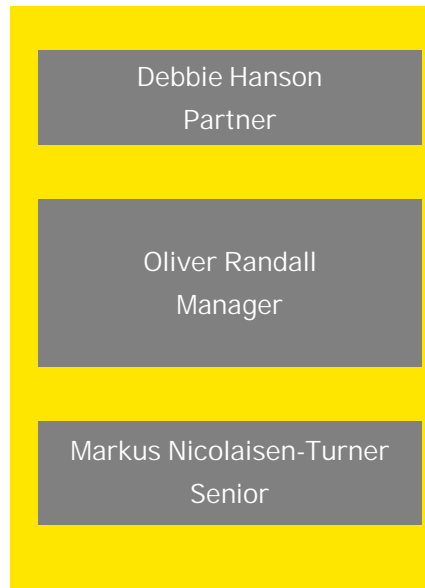 Debbie Hanson
Partner
Oliver Randall
Manager
Markus Nicolaisen-Turner
Senior